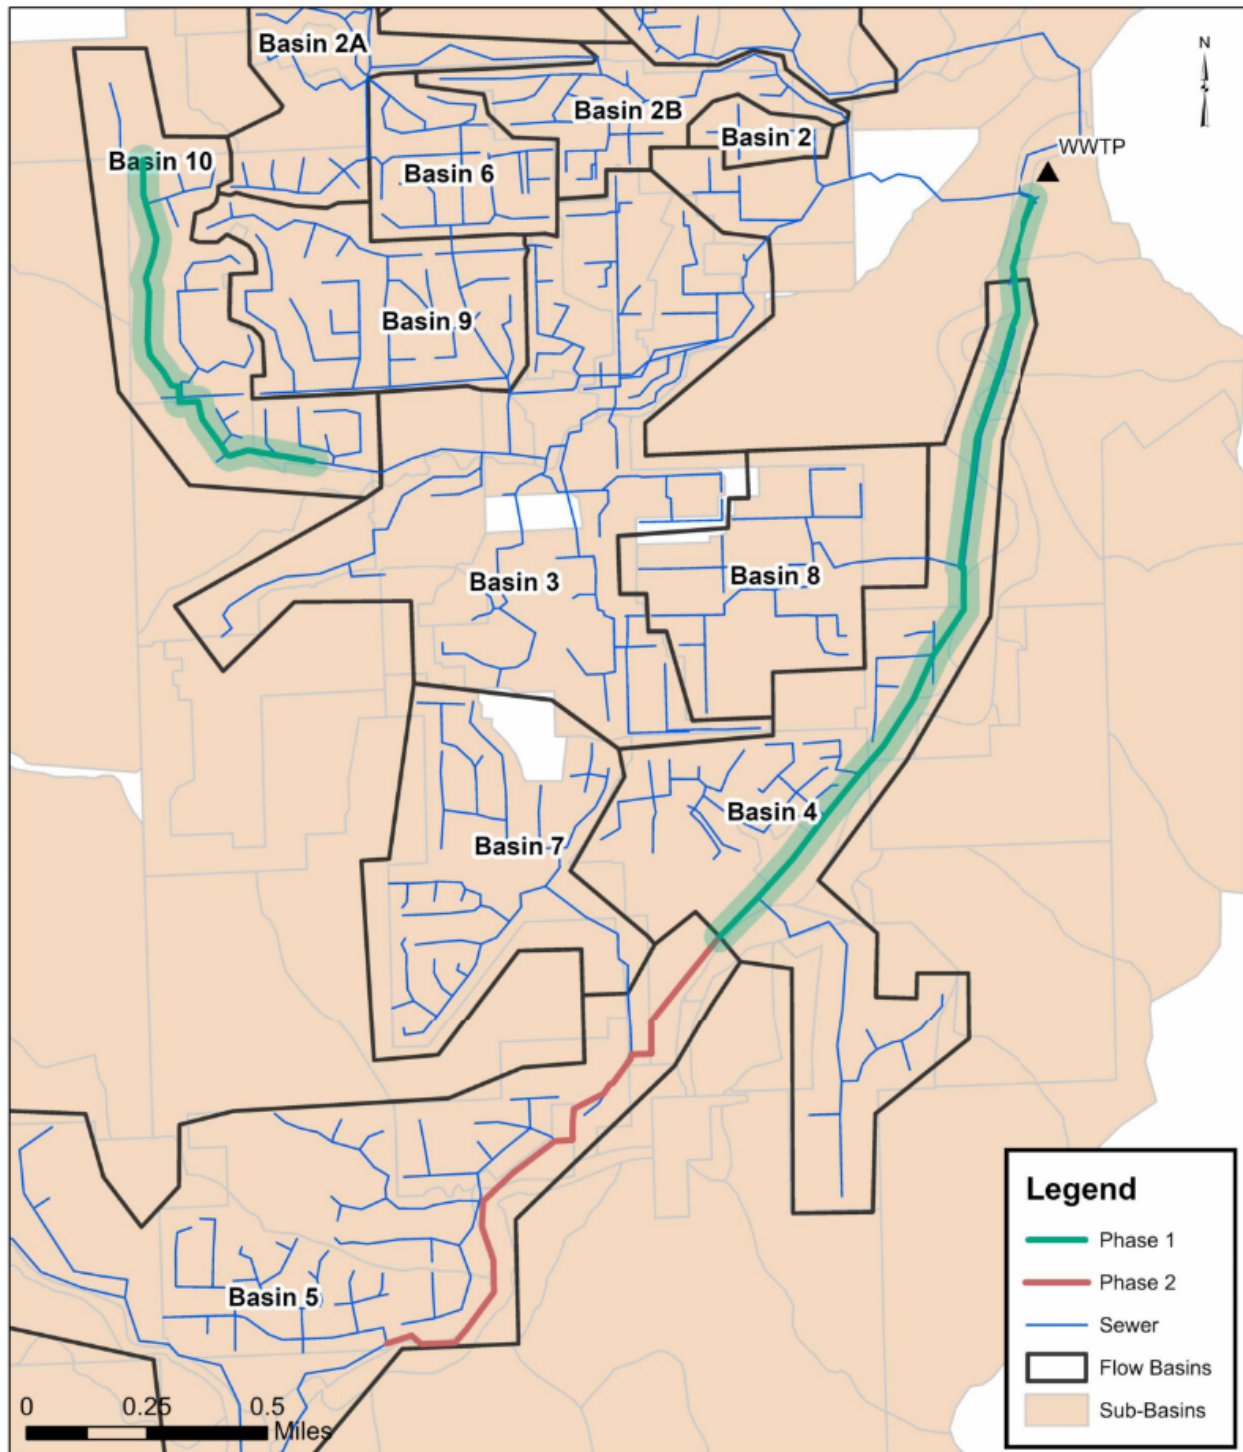 N
Basin 2A
Basin 2B
Basin 2
WWTP
Basin 10
Basin 6
Basin 9
Basin 8
Basin 3
Basin 4
Basin 7
Basin 5
Legend
Phase 1
Phase 2
Sewer
Flow Basins
Sub-Basins
0 0.25 0.5
Miles